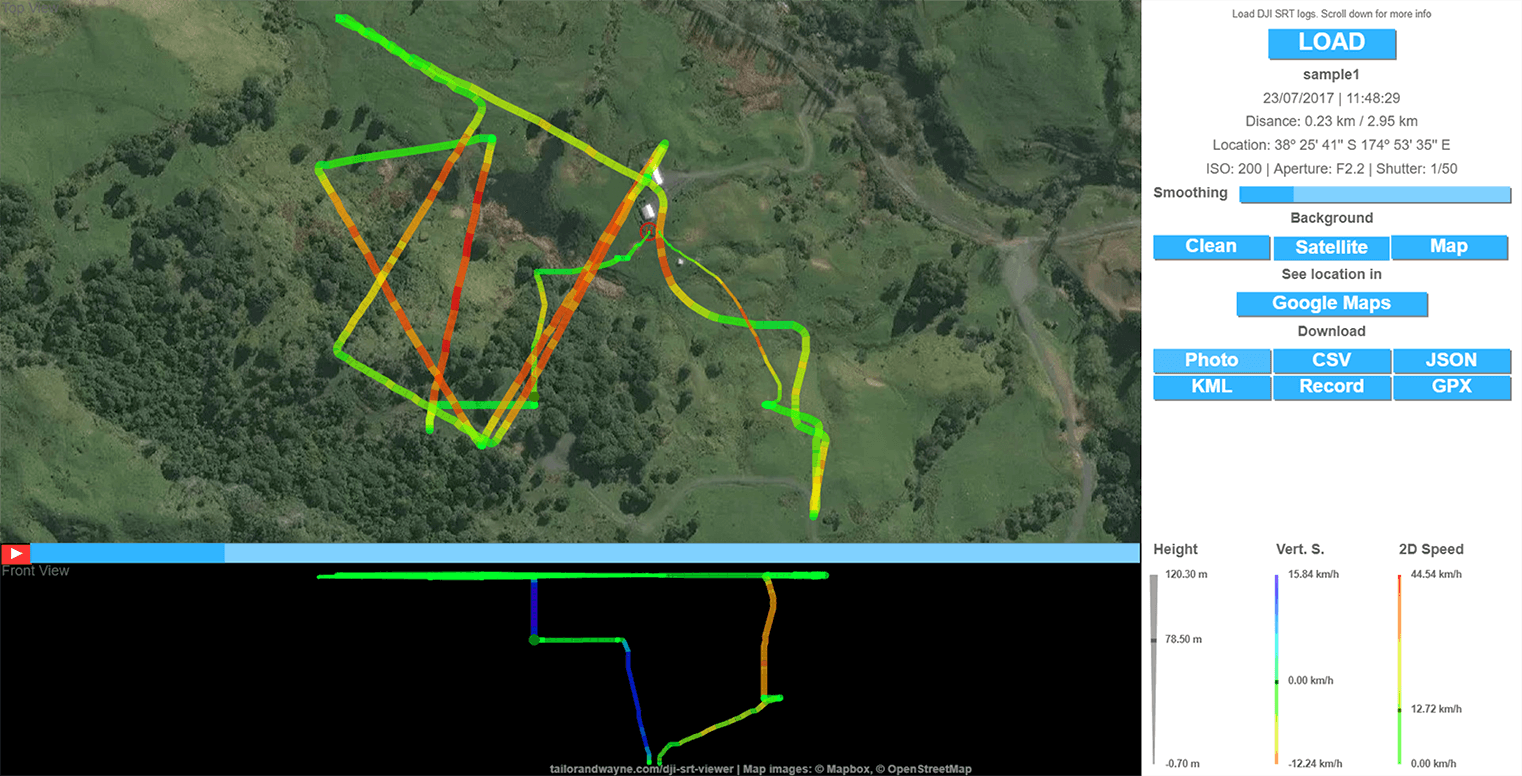 Top View
Load DJI SRT logs. Scroll down for more info
LOAD
sample1
23/07/2017 | 11:48:29
Disance: 0.23 km / 2.95 km
Location: 38º 25' 41'' S 174º 53' 35'' E
ISO: 200 | Aperture: F2.2 | Shutter: 1/50
Smoothing
Background
Clean Satellite Map
See location in
Google Maps
Download
Photo CSV JSON
KML Record GPX
Front View
Height Vert. S. 2D Speed
120.30 m 15.84 km/h 44.54 km/h
78.50 m
0.00 km/h
12.72 km/h
-0.70 m -12.24 km/h 0.00 km/h
tailorandwayne.com/dji-srt-viewer | Map images: © Mapbox, © OpenStreetMap